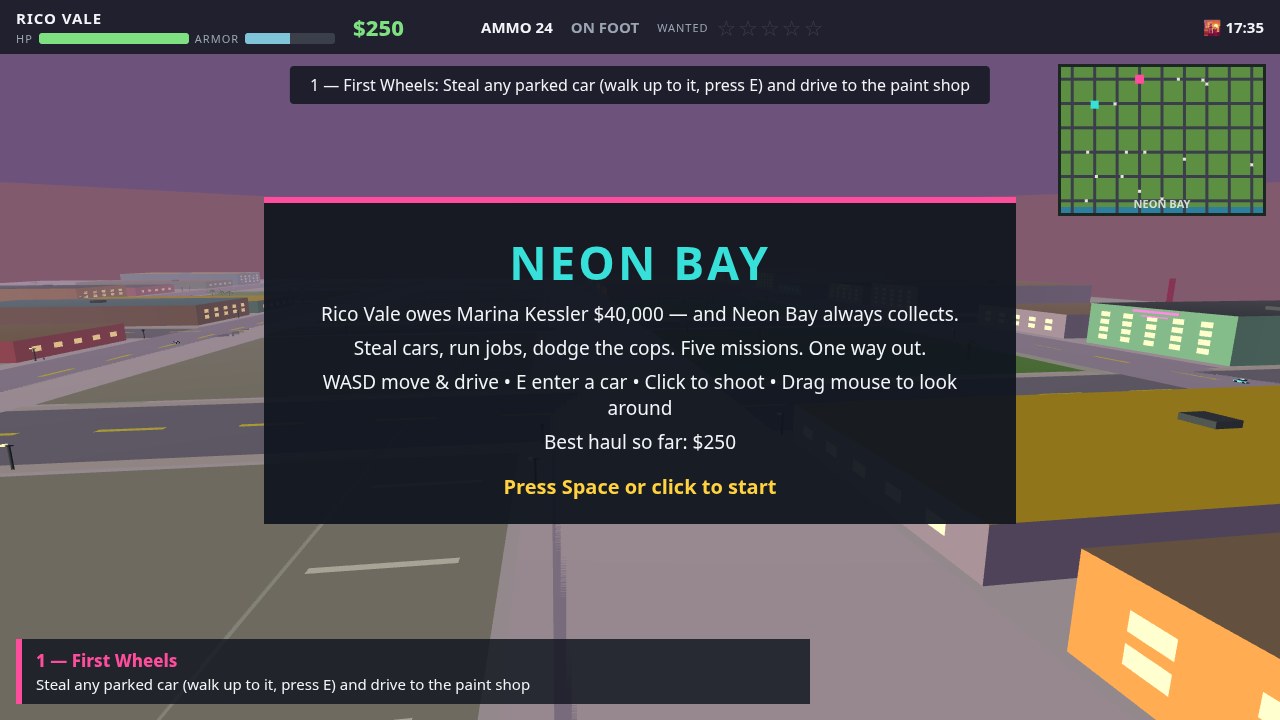 RICO VALE
HP ARMOR
$250
AMMO 24 ON FOOT WANTED ☆☆☆☆☆
17:35
1 — First Wheels: Steal any parked car (walk up to it, press E) and drive to the paint shop
NEON BAY
NEON BAY
Rico Vale owes Marina Kessler $40,000 — and Neon Bay always collects.
Steal cars, run jobs, dodge the cops. Five missions. One way out.
WASD move & drive • E enter a car • Click to shoot • Drag mouse to look
around
Best haul so far: $250
Press Space or click to start
1 — First Wheels
Steal any parked car (walk up to it, press E) and drive to the paint shop